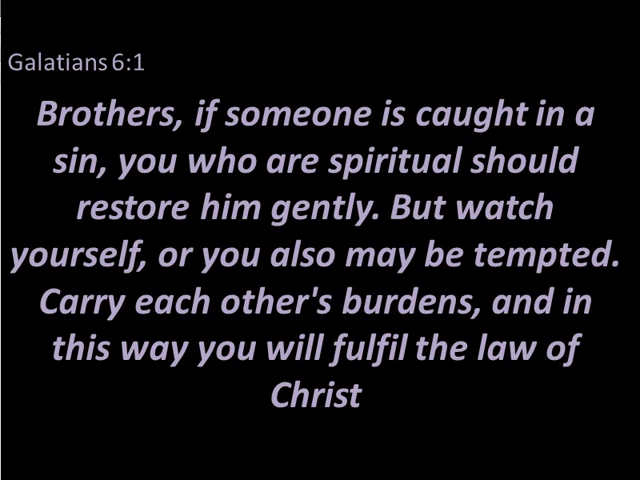 Galatians 6:1
Brothers, if someone is caught in a
sin, you who are spiritual should
restore him gently. But watch
yourself, or you also may be tempted.
Carry each other's burdens, and in
this way you will fulfil the law of
Christ